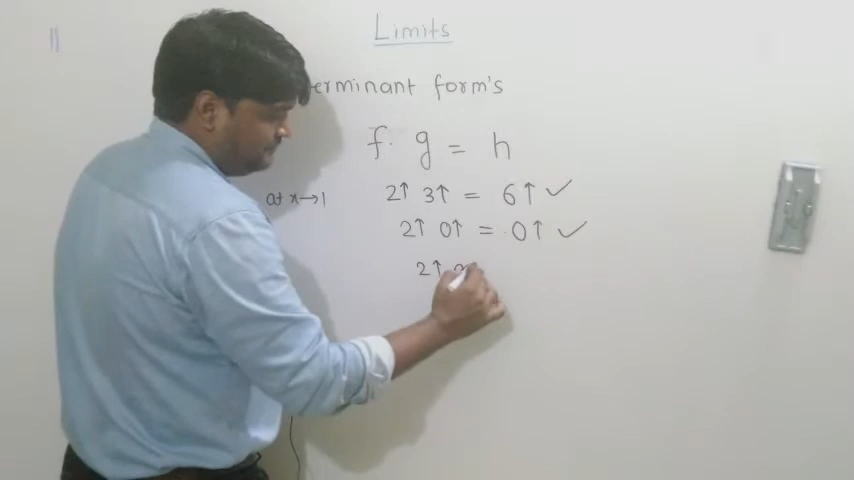 Limits
erminant form's
f. g = h
at x→1 2↑ 3↑ = 6↑ ✓
2↑ 0↑ = 0↑ ✓
2↑